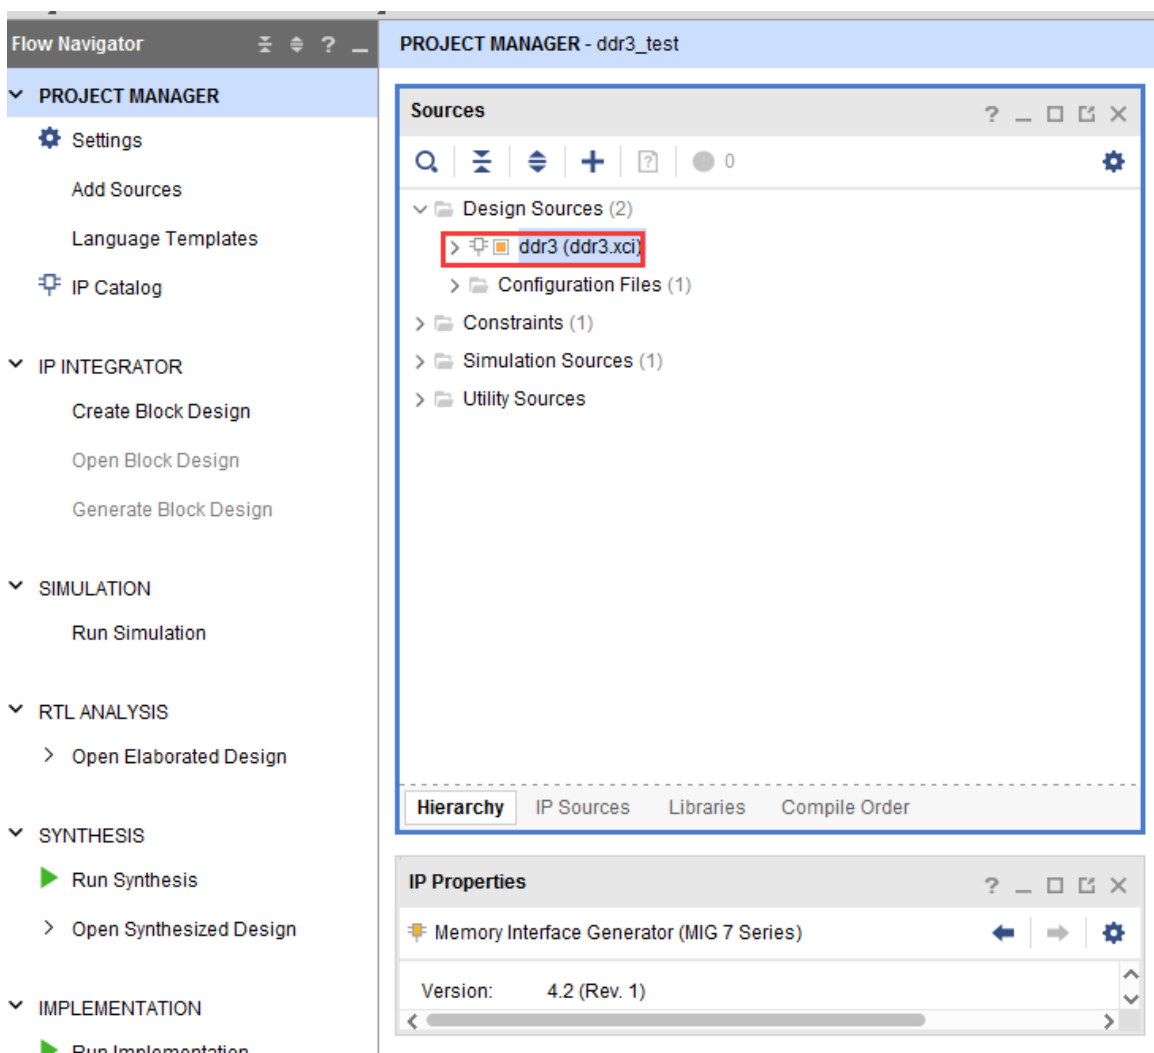 Flow Navigator
PROJECT MANAGER
Settings
Add Sources
Language Templates
IP Catalog
IP INTEGRATOR
Create Block Design
Open Block Design
Generate Block Design
SIMULATION
Run Simulation
RTL ANALYSIS
Open Elaborated Design
SYNTHESIS
Run Synthesis
Open Synthesized Design
IMPLEMENTATION
Run Implementation
PROJECT MANAGER - ddr3_test
Sources
0
Design Sources (2)
ddr3 (ddr3.xci)
Configuration Files (1)
Constraints (1)
Simulation Sources (1)
Utility Sources
Hierarchy IP Sources Libraries Compile Order
IP Properties
Memory Interface Generator (MIG 7 Series)
Version: 4.2 (Rev. 1)